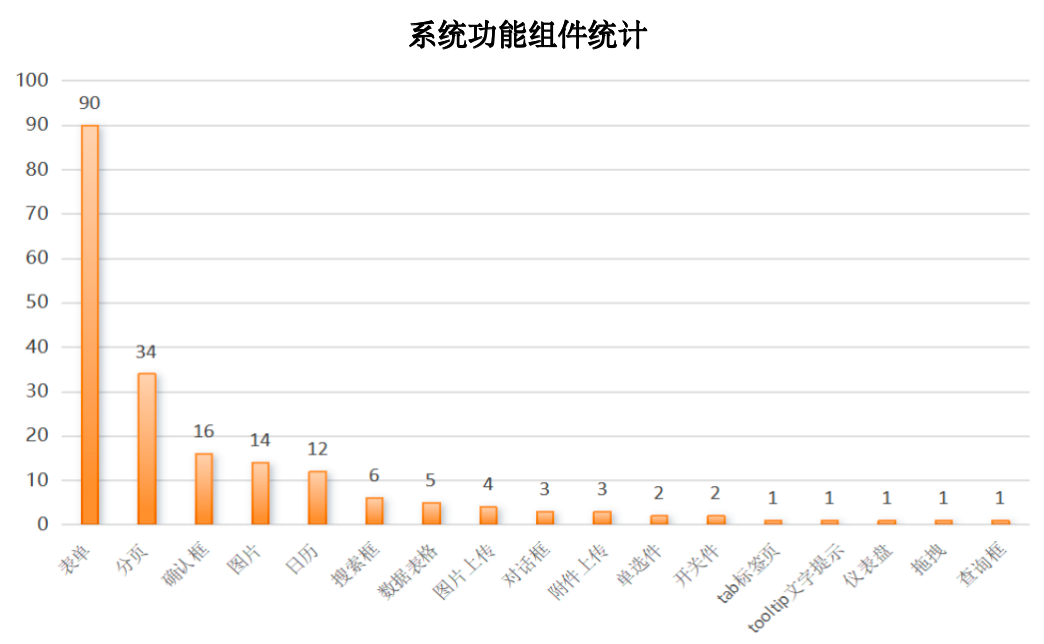 系统功能组件统计
100
90
80
70
60
50
40
30
20
10
0
90
34
16
14
12
6
5
4
3
3
2
2
1
1
1
1
1
表单
分页
确认框
图片
日历
搜索框
数据表格
图片上传
对话框
附件上传
单选件
开关件
tab标签页
tooltip文字提示
仪表盘
拖拽
查询框